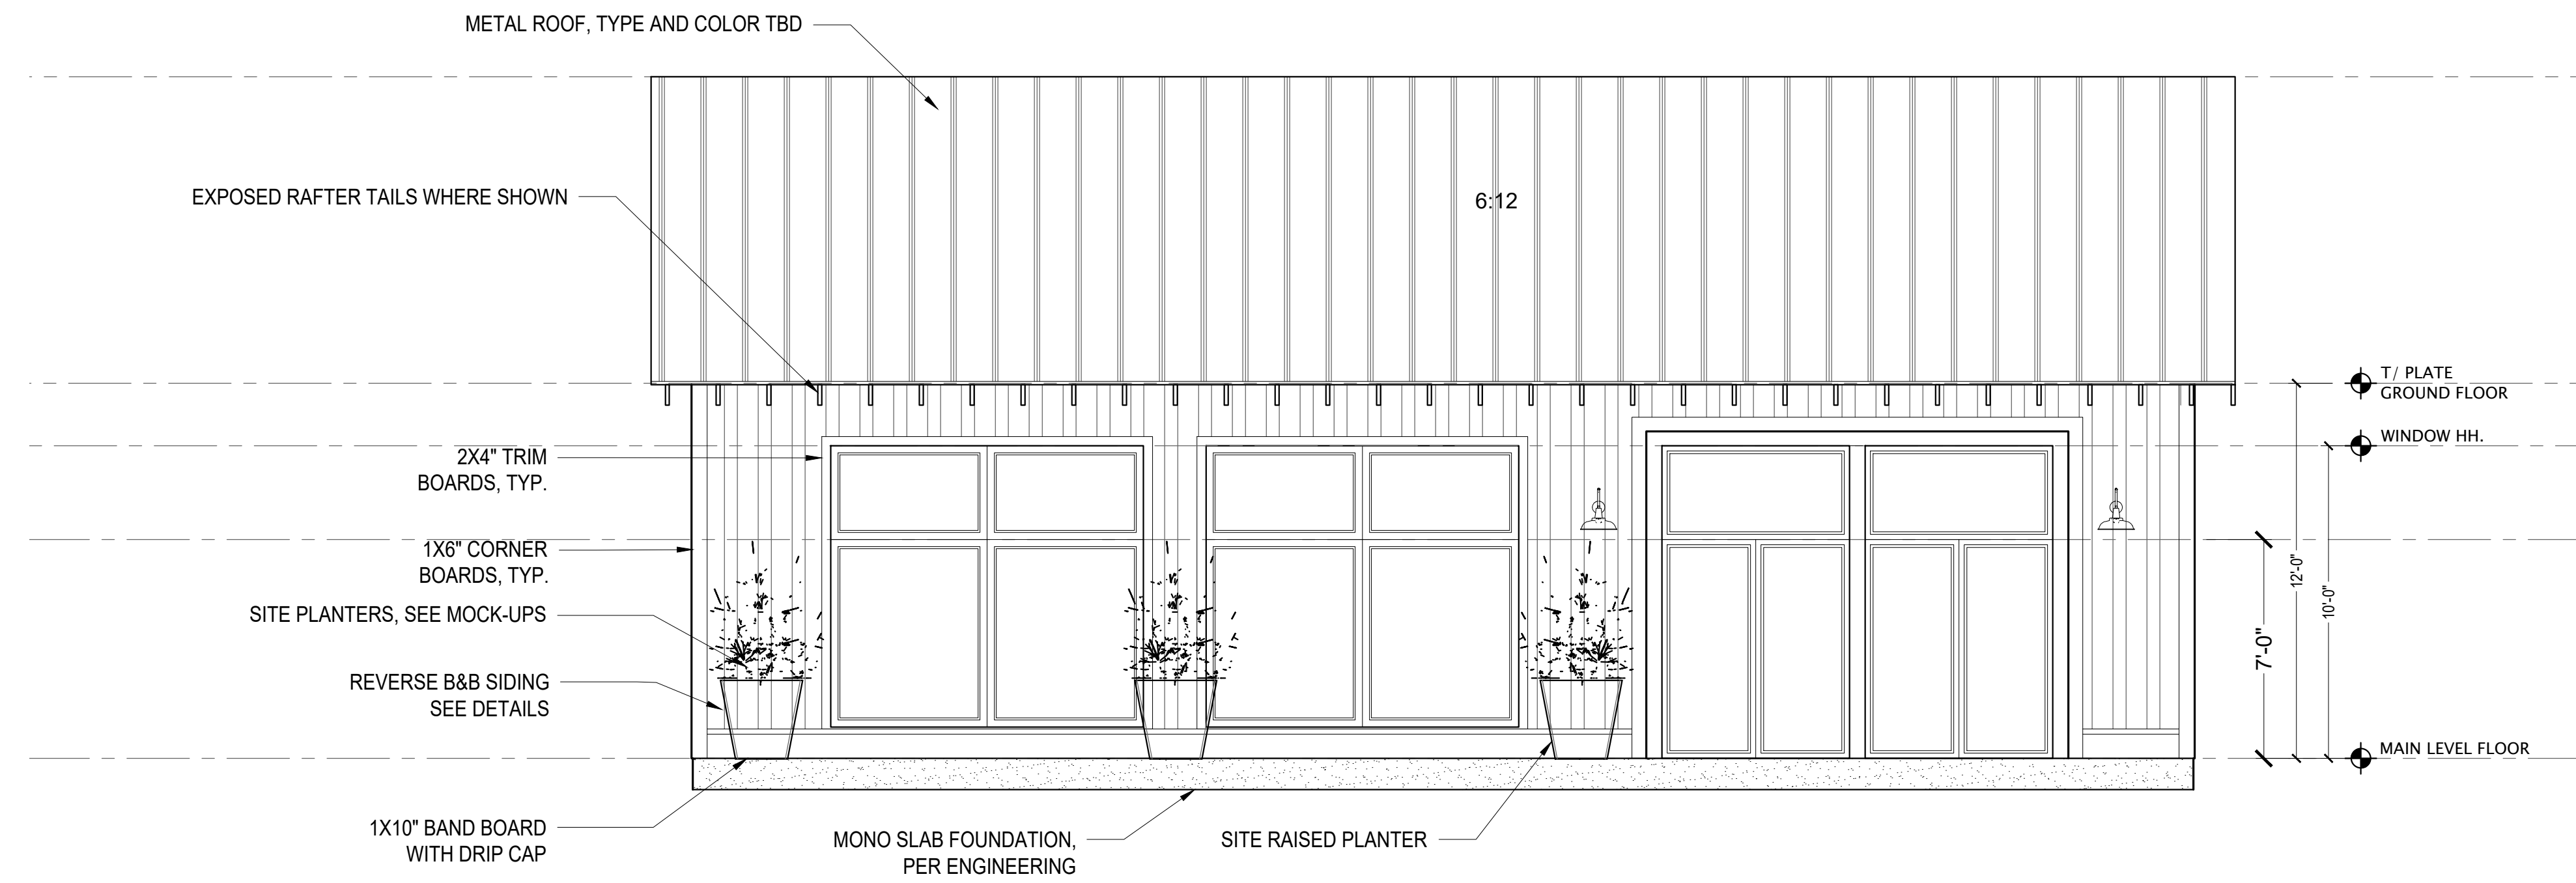 METAL ROOF, TYPE AND COLOR TBD
EXPOSED RAFTER TAILS WHERE SHOWN
6:12
T/ PLATE
GROUND FLOOR
WINDOW HH.
2X4" TRIM
BOARDS, TYP.
1X6" CORNER
BOARDS, TYP.
12'-0"
10'-0"
7'-0"
SITE PLANTERS, SEE MOCK-UPS
REVERSE B&B SIDING
SEE DETAILS
MAIN LEVEL FLOOR
1X10" BAND BOARD
WITH DRIP CAP
MONO SLAB FOUNDATION,
PER ENGINEERING
SITE RAISED PLANTER